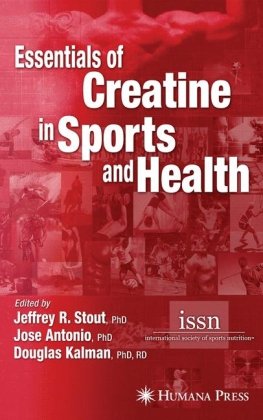 Essentials of
Creatine
in Sports
and Health
Edited by
Jeffrey R. Stout, PhD
Jose Antonio, PhD
Douglas Kalman, PhD, RD
issn
international society of sports nutrition
HUMANA PRESS